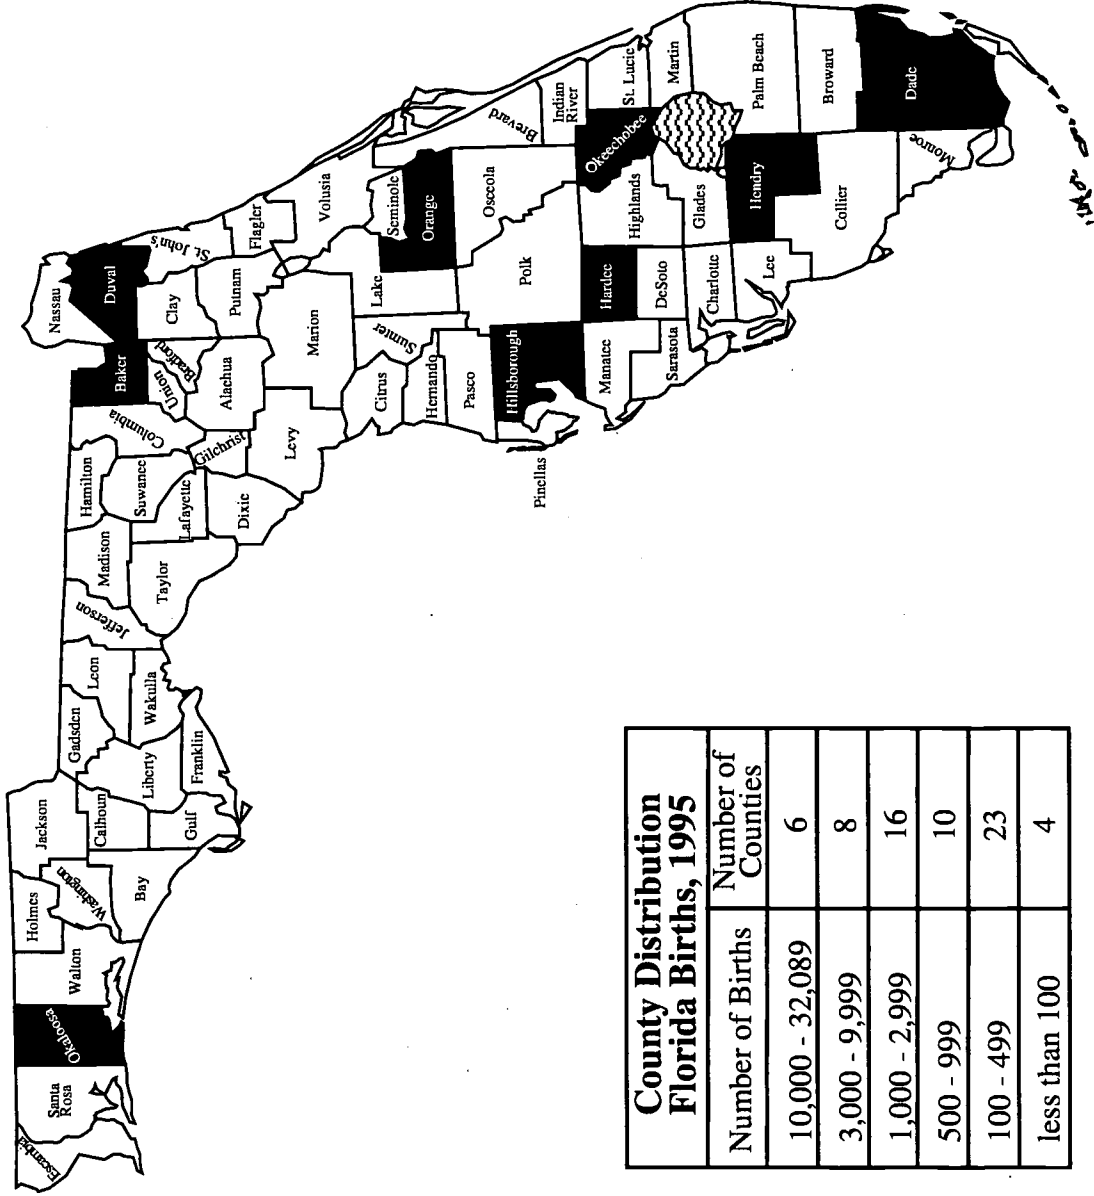 Escambia
Santa
Rosa
Okaloosa
Walton
Holmes
Washington
Bay
Jackson
Calhoun
Gulf
Gadsden
Liberty
Franklin
Leon
Wakulla
Jefferson
Madison
Taylor
Hamilton
Suwanee
Lafayette
Dixie
Columbia
Gilchrist
Levy
Baker
Union
Bradford
Alachua
Nassau
Duval
Clay
Putnam
St. John's
Flagler
Marion
Volusia
Citrus
Sumter
Lake
Seminole
Orange
Hernando
Pasco
Pinellas
Hillsborough
Polk
Osceola
Brevard
Indian
River
Manatee
Hardee
Highlands
Okeechobee
St. Lucie
Sarasota
DeSoto
Martin
Charlotte
Glades
Lee
Hendry
Palm Beach
Collier
Broward
Monroe
Dade
County Distribution
Florida Births, 1995
Number of Births Number of
Counties
10,000 - 32,089 6
3,000 - 9,999 8
1,000 - 2,999 16
500 - 999 10
100 - 499 23
less than 100 4